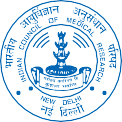 भारतीय आयुर्विज्ञान अनुसंधान परिषद
INDIAN COUNCIL OF MEDICAL RESEARCH
NEW DELHI
नई दिल्ली